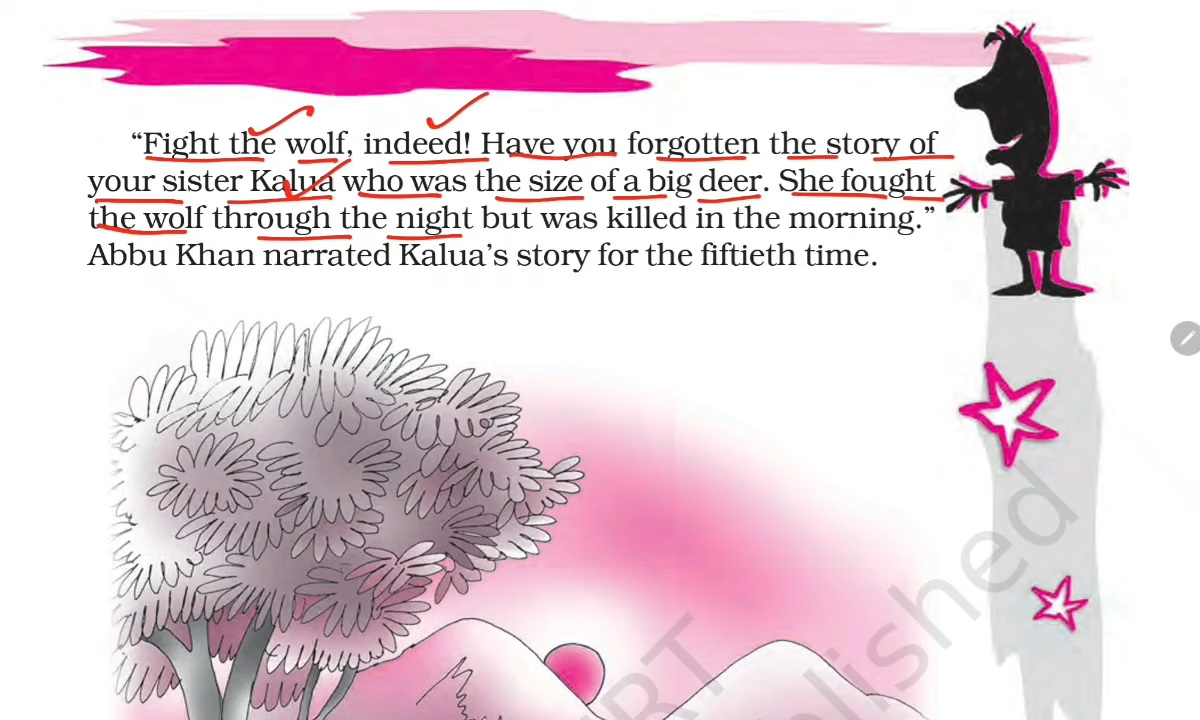 “Fight the wolf, indeed! Have you forgotten the story of
your sister Kalua who was the size of a big deer. She fought
the wolf through the night but was killed in the morning.”
Abbu Khan narrated Kalua’s story for the fiftieth time.